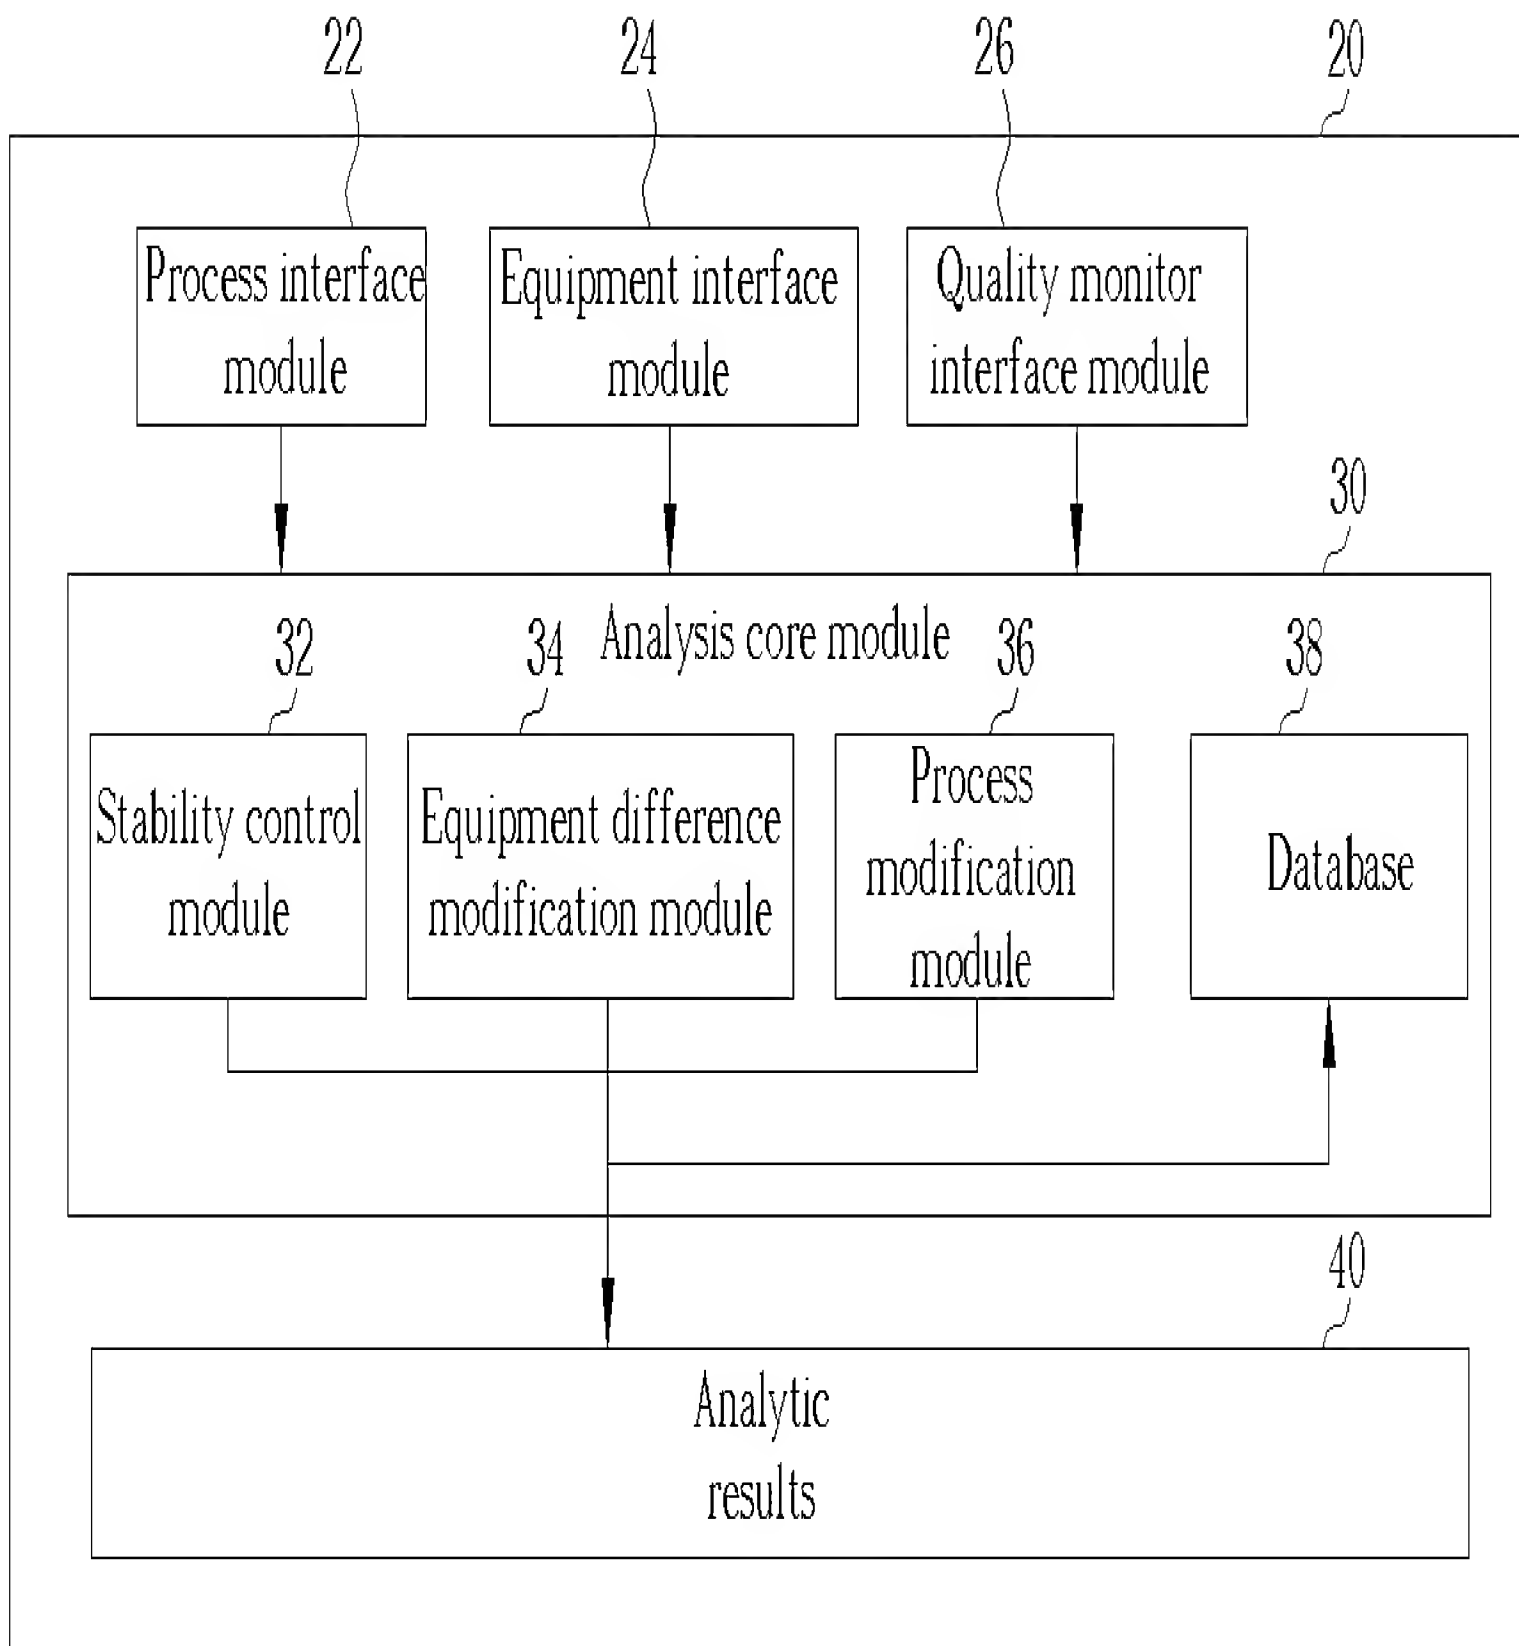 22
24
26
20
Process interface
module
Equipment interface
module
Quality monitor
interface module
30
Analysis core module
32
34
36
38
Stability control
module
Equipment difference
modification module
Process
modification
module
Database
40
Analytic
results